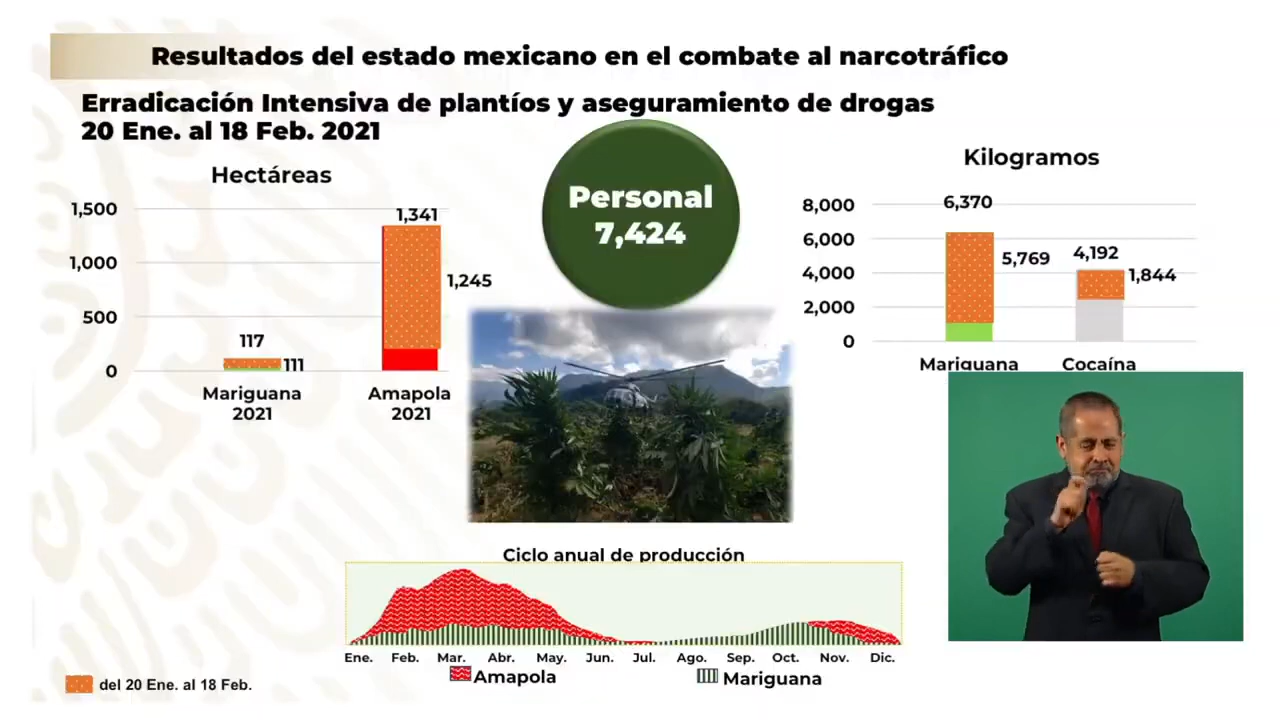 Resultados del estado mexicano en el combate al narcotráfico
Erradicación Intensiva de plantíos y aseguramiento de drogas
20 Ene. al 18 Feb. 2021
Hectáreas
1,500
1,000
500
0
117
111
1,341
1,245
Mariguana
2021
Amapola
2021
Personal
7,424
Kilogramos
8,000
6,000
4,000
2,000
0
6,370
5,769
4,192
1,844
Mariguana
Cocaína
Ciclo anual de producción
Ene. Feb. Mar. Abr. May. Jun. Jul. Ago. Sep. Oct. Nov. Dic.
Amapola Mariguana
del 20 Ene. al 18 Feb.